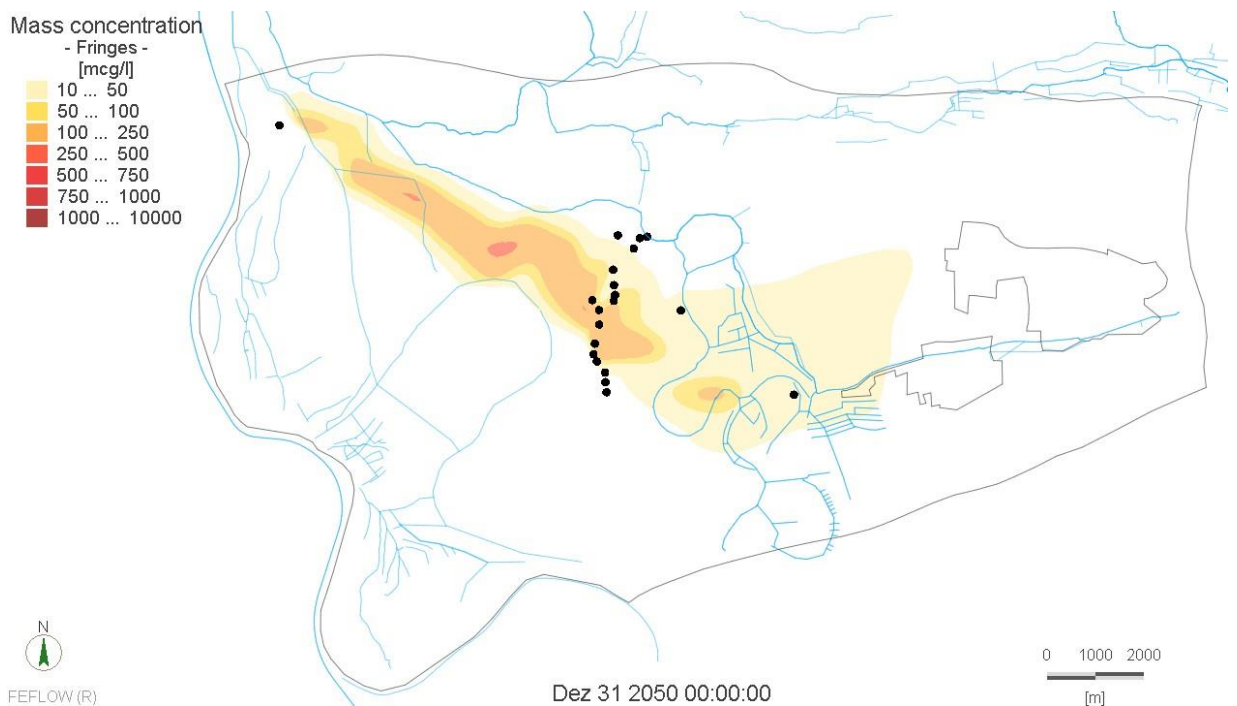 Mass concentration
- Fringes -
[mcg/l]
10 ... 50
50 ... 100
100 ... 250
250 ... 500
500 ... 750
750 ... 1000
1000 ... 10000
N
FEFLOW (R)
Dez 31 2050 00:00:00
0 1000 2000
[m]